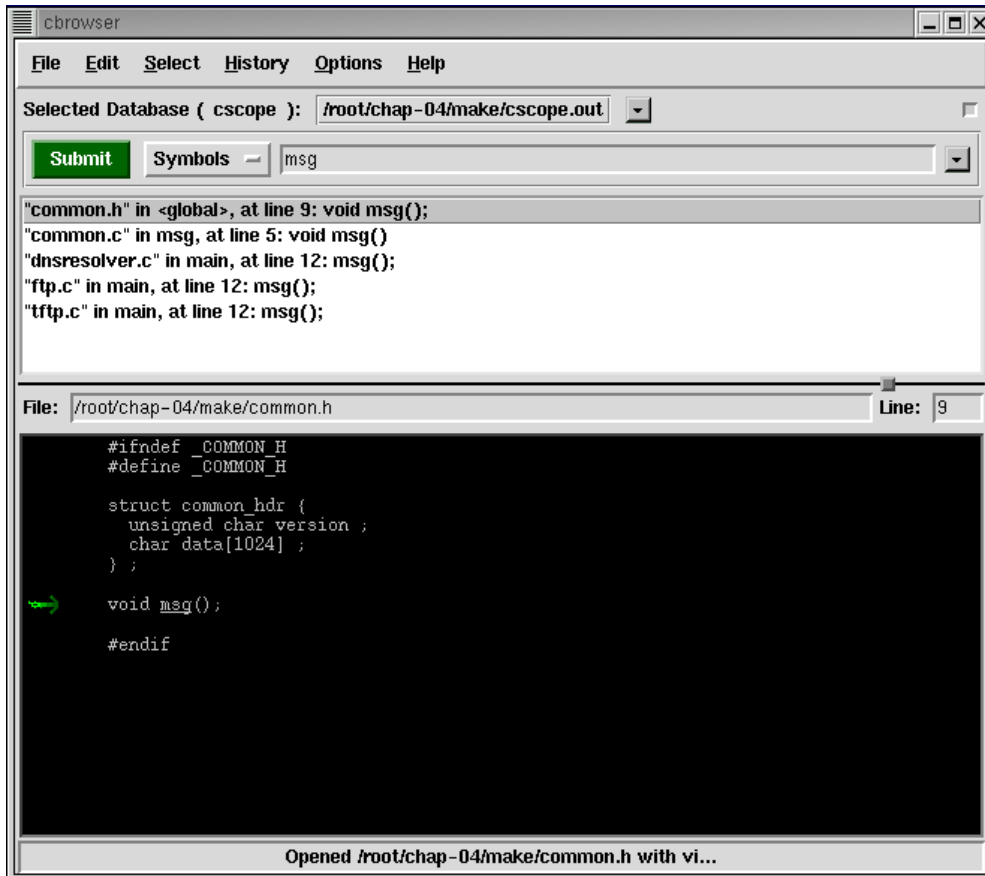 cbrowser
File Edit Select History Options Help
Selected Database ( cscope ): /root/chap-04/make/cscope.out
Submit Symbols msg
"common.h" in <global>, at line 9: void msg();
"common.c" in msg, at line 5: void msg()
"dnsresolver.c" in main, at line 12: msg();
"ftp.c" in main, at line 12: msg();
"tftp.c" in main, at line 12: msg();
File: /root/chap-04/make/common.h Line: 9
#ifndef _COMMON_H
#define _COMMON_H
struct common_hdr {
unsigned char version ;
char data[1024] ;
} ;
void msg();
#endif
Opened /root/chap-04/make/common.h with vi...